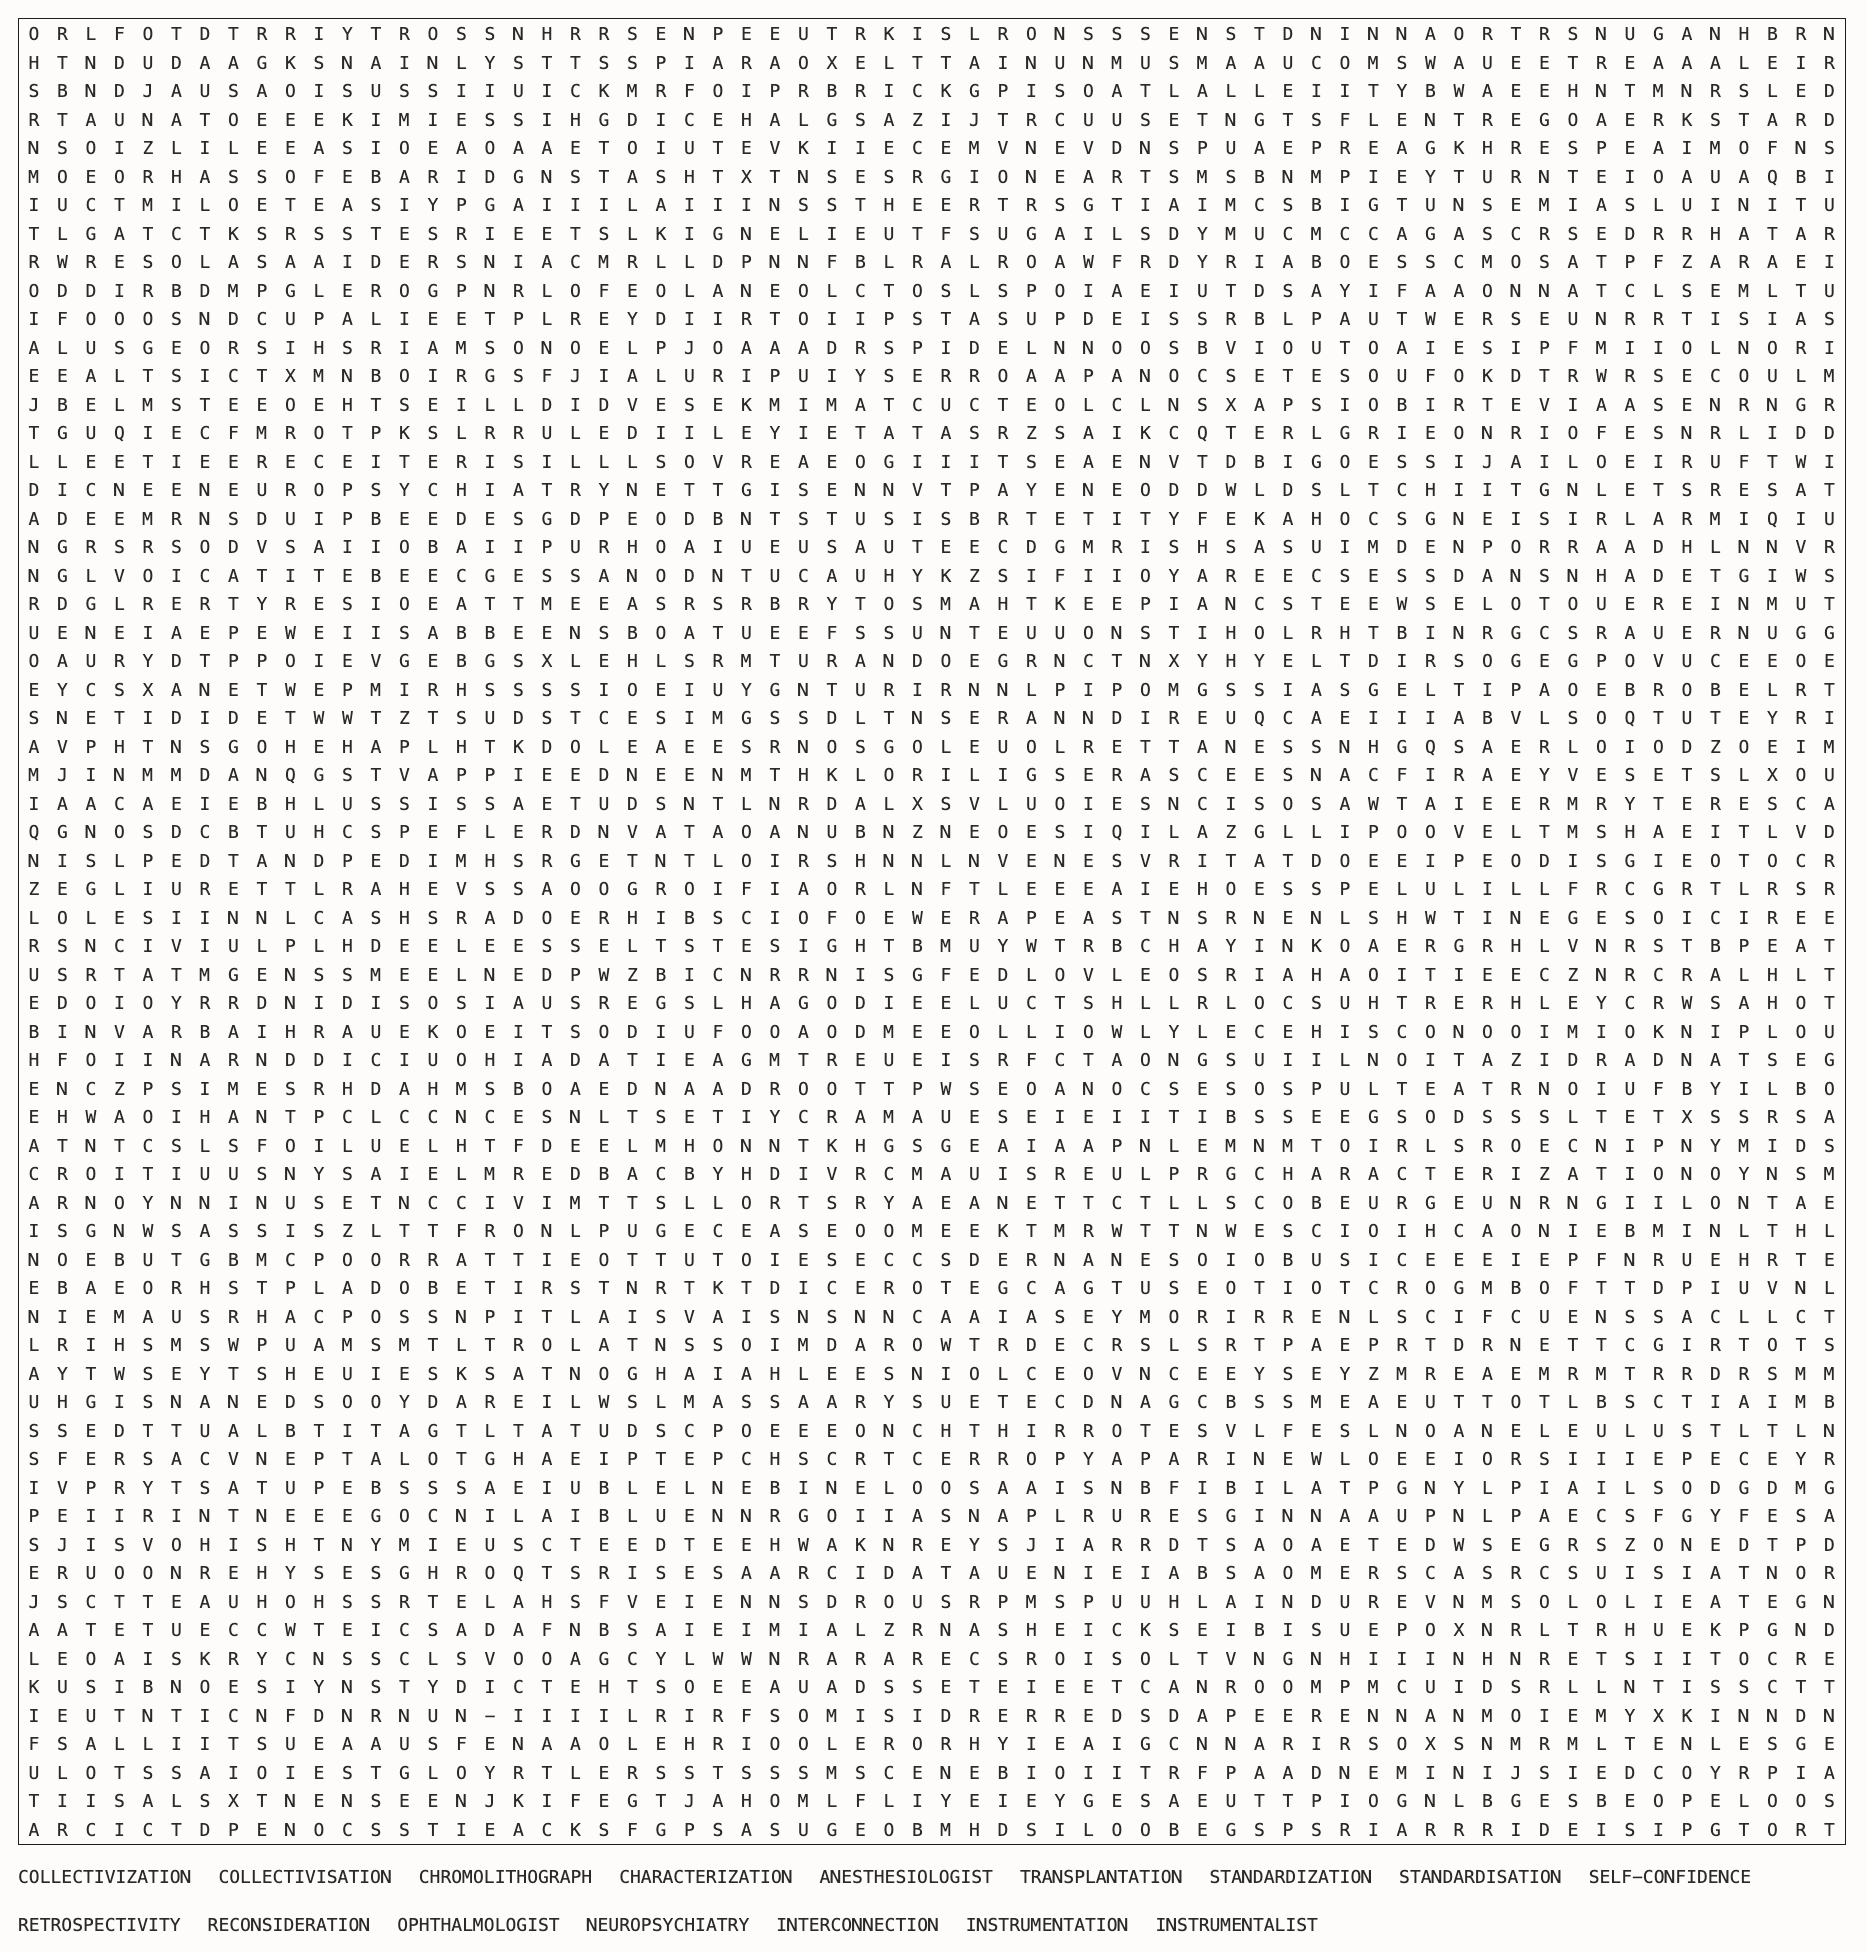 O R L F O T D T R R I Y T R O S S N H R R S E N P E E U T R K I S L R O N S S S E N S T D N I N N A O R T R S N U G A N H B R N
H T N D U D A A G K S N A I N L Y S T T S S P I A R A O X E L T T A I N U N M U S M A A U C O M S W A U E E T R E A A A L E I R
S B N D J A U S A O I S U S S I I U I C K M R F O I P R B R I C K G P I S O A T L A L L E I I T Y B W A E E H N T M N R S L E D
R T A U N A T O E E E K I M I E S S I H G D I C E H A L G S A Z I J T R C U U S E T N G T S F L E N T R E G O A E R K S T A R D
N S O I Z L I L E E A S I O E A O A A E T O I U T E V K I I E C E M V N E V D N S P U A E P R E A G K H R E S P E A I M O F N S
M O E O R H A S S O F E B A R I D G N S T A S H T X T N S E S R G I O N E A R T S M S B N M P I E Y T U R N T E I O A U A Q B I
I U C T M I L O E T E A S I Y P G A I I I L A I I I N S S T H E E R T R S G T I A I M C S B I G T U N S E M I A S L U I N I T U
T L G A T C T K S R S S T E S R I E E T S L K I G N E L I E U T F S U G A I L S D Y M U C M C C A G A S C R S E D R R H A T A R
R W R E S O L A S A A I D E R S N I A C M R L L D P N N F B L R A L R O A W F R D Y R I A B O E S S C M O S A T P F Z A R A E I
O D D I R B D M P G L E R O G P N R L O F E O L A N E O L C T O S L S P O I A E I U T D S A Y I F A A O N N A T C L S E M L T U
I F O O O S N D C U P A L I E E T P L R E Y D I I R T O I I P S T A S U P D E I S S R B L P A U T W E R S E U N R R T I S I A S
A L U S G E O R S I H S R I A M S O N O E L P J O A A A D R S P I D E L N N O O S B V I O U T O A I E S I P F M I I O L N O R I
E E A L T S I C T X M N B O I R G S F J I A L U R I P U I Y S E R R O A A P A N O C S E T E S O U F O K D T R W R S E C O U L M
J B E L M S T E E O E H T S E I L L D I D V E S E K M I M A T C U C T E O L C L N S X A P S I O B I R T E V I A A S E N R N G R
T G U Q I E C F M R O T P K S L R R U L E D I I L E Y I E T A T A S R Z S A I K C Q T E R L G R I E O N R I O F E S N R L I D D
L L E E T I E E R E C E I T E R I S I L L L S O V R E A E O G I I I T S E A E N V T D B I G O E S S I J A I L O E I R U F T W I
D I C N E E N E U R O P S Y C H I A T R Y N E T T G I S E N N V T P A Y E N E O D D W L D S L T C H I I T G N L E T S R E S A T
A D E E M R N S D U I P B E E D E S G D P E O D B N T S T U S I S B R T E T I T Y F E K A H O C S G N E I S I R L A R M I Q I U
N G R S R S O D V S A I I O B A I I P U R H O A I U E U S A U T E E C D G M R I S H S A S U I M D E N P O R R A A D H L N N V R
N G L V O I C A T I T E B E E C G E S S A N O D N T U C A U H Y K Z S I F I I O Y A R E E C S E S S D A N S N H A D E T G I W S
R D G L R E R T Y R E S I O E A T T M E E A S R S R B R Y T O S M A H T K E E P I A N C S T E E W S E L O T O U E R E I N M U T
U E N E I A E P E W E I I S A B B E E N S B O A T U E E F S S U N T E U U O N S T I H O L R H T B I N R G C S R A U E R N U G G
O A U R Y D T P P O I E V G E B G S X L E H L S R M T U R A N D O E G R N C T N X Y H Y E L T D I R S O G E G P O V U C E E O E
E Y C S X A N E T W E P M I R H S S S S I O E I U Y G N T U R I R N N L P I P O M G S S I A S G E L T I P A O E B R O B E L R T
S N E T I D I D E T W W T Z T S U D S T C E S I M G S S D L T N S E R A N N D I R E U Q C A E I I I A B V L S O Q T U T E Y R I
A V P H T N S G O H E H A P L H T K D O L E A E E S R N O S G O L E U O L R E T T A N E S S N H G Q S A E R L O I O D Z O E I M
M J I N M M D A N Q G S T V A P P I E E D N E E N M T H K L O R I L I G S E R A S C E E S N A C F I R A E Y V E S E T S L X O U
I A A C A E I E B H L U S S I S S A E T U D S N T L N R D A L X S V L U O I E S N C I S O S A W T A I E E R M R Y T E R E S C A
Q G N O S D C B T U H C S P E F L E R D N V A T A O A N U B N Z N E O E S I Q I L A Z G L L I P O O V E L T M S H A E I T L V D
N I S L P E D T A N D P E D I M H S R G E T N T L O I R S H N N L N V E N E S V R I T A T D O E E I P E O D I S G I E O T O C R
Z E G L I U R E T T L R A H E V S S A O O G R O I F I A O R L N F T L E E E A I E H O E S S P E L U L I L L F R C G R T L R S R
L O L E S I I N N L C A S H S R A D O E R H I B S C I O F O E W E R A P E A S T N S R N E N L S H W T I N E G E S O I C I R E E
R S N C I V I U L P L H D E E L E E S S E L T S T E S I G H T B M U Y W T R B C H A Y I N K O A E R G R H L V N R S T B P E A T
U S R T A T M G E N S S M E E L N E D P W Z B I C N R R N I S G F E D L O V L E O S R I A H A O I T I E E C Z N R C R A L H L T
E D O I O Y R R D N I D I S O S I A U S R E G S L H A G O D I E E L U C T S H L L R L O C S U H T R E R H L E Y C R W S A H O T
B I N V A R B A I H R A U E K O E I T S O D I U F O O A O D M E E O L L I O W L Y L E C E H I S C O N O O I M I O K N I P L O U
H F O I I N A R N D D I C I U O H I A D A T I E A G M T R E U E I S R F C T A O N G S U I I L N O I T A Z I D R A D N A T S E G
E N C Z P S I M E S R H D A H M S B O A E D N A A D R O O T T P W S E O A N O C S E S O S P U L T E A T R N O I U F B Y I L B O
E H W A O I H A N T P C L C C N C E S N L T S E T I Y C R A M A U E S E I E I I T I B S S E E G S O D S S S L T E T X S S R S A
A T N T C S L S F O I L U E L H T F D E E L M H O N N T K H G S G E A I A A P N L E M N M T O I R L S R O E C N I P N Y M I D S
C R O I T I U U S N Y S A I E L M R E D B A C B Y H D I V R C M A U I S R E U L P R G C H A R A C T E R I Z A T I O N O Y N S M
A R N O Y N N I N U S E T N C C I V I M T T S L L O R T S R Y A E A N E T T C T L L S C O B E U R G E U N R N G I I L O N T A E
I S G N W S A S S I S Z L T T F R O N L P U G E C E A S E O O M E E K T M R W T T N W E S C I O I H C A O N I E B M I N L T H L
N O E B U T G B M C P O O R R A T T I E O T T U T O I E S E C C S D E R N A N E S O I O B U S I C E E E I E P F N R U E H R T E
E B A E O R H S T P L A D O B E T I R S T N R T K T D I C E R O T E G C A G T U S E O T I O T C R O G M B O F T T D P I U V N L
N I E M A U S R H A C P O S S N P I T L A I S V A I S N S N N C A A I A S E Y M O R I R R E N L S C I F C U E N S S A C L L C T
L R I H S M S W P U A M S M T L T R O L A T N S S O I M D A R O W T R D E C R S L S R T P A E P R T D R N E T T C G I R T O T S
A Y T W S E Y T S H E U I E S K S A T N O G H A I A H L E E S N I O L C E O V N C E E Y S E Y Z M R E A E M R M T R R D R S M M
U H G I S N A N E D S O O Y D A R E I L W S L M A S S A A R Y S U E T E C D N A G C B S S M E A E U T T O T L B S C T I A I M B
S S E D T T U A L B T I T A G T L T A T U D S C P O E E E O N C H T H I R R O T E S V L F E S L N O A N E L E U L U S T L T L N
S F E R S A C V N E P T A L O T G H A E I P T E P C H S C R T C E R R O P Y A P A R I N E W L O E E I O R S I I I E P E C E Y R
I V P R Y T S A T U P E B S S S A E I U B L E L N E B I N E L O O S A A I S N B F I B I L A T P G N Y L P I A I L S O D G D M G
P E I I R I N T N E E E G O C N I L A I B L U E N N R G O I I A S N A P L R U R E S G I N N A A U P N L P A E C S F G Y F E S A
S J I S V O H I S H T N Y M I E U S C T E E D T E E H W A K N R E Y S J I A R R D T S A O A E T E D W S E G R S Z O N E D T P D
E R U O O N R E H Y S E S G H R O Q T S R I S E S A A R C I D A T A U E N I E I A B S A O M E R S C A S R C S U I S I A T N O R
J S C T T E A U H O H S S R T E L A H S F V E I E N N S D R O U S R P M S P U U H L A I N D U R E V N M S O L O L I E A T E G N
A A T E T U E C C W T E I C S A D A F N B S A I E I M I A L Z R N A S H E I C K S E I B I S U E P O X N R L T R H U E K P G N D
L E O A I S K R Y C N S S C L S V O O A G C Y L W W N R A R A R E C S R O I S O L T V N G N H I I I N H N R E T S I I T O C R E
K U S I B N O E S I Y N S T Y D I C T E H T S O E E A U A D S S E T E I E E T C A N R O O M P M C U I D S R L L N T I S S C T T
I E U T N T I C N F D N R N U N – I I I I L R I R F S O M I S I D R E R R E D S D A P E E R E N N A N M O I E M Y X K I N N D N
F S A L L I I T S U E A A U S F E N A A O L E H R I O O L E R O R H Y I E A I G C N N A R I R S O X S N M R M L T E N L E S G E
U L O T S S A I O I E S T G L O Y R T L E R S S T S S S M S C E N E B I O I I T R F P A A D N E M I N I J S I E D C O Y R P I A
T I I S A L S X T N E N S E E N J K I F E G T J A H O M L F L I Y E I E Y G E S A E U T T P I O G N L B G E S B E O P E L O O S
A R C I C T D P E N O C S S T I E A C K S F G P S A S U G E O B M H D S I L O O B E G S P S R I A R R R I D E I S I P G T O R T
COLLECTIVIZATION COLLECTIVISATION CHROMOLITHOGRAPH CHARACTERIZATION ANESTHESIOLOGIST TRANSPLANTATION STANDARDIZATION STANDARDISATION SELF–CONFIDENCE
RETROSPECTIVITY RECONSIDERATION OPHTHALMOLOGIST NEUROPSYCHIATRY INTERCONNECTION INSTRUMENTATION INSTRUMENTALIST